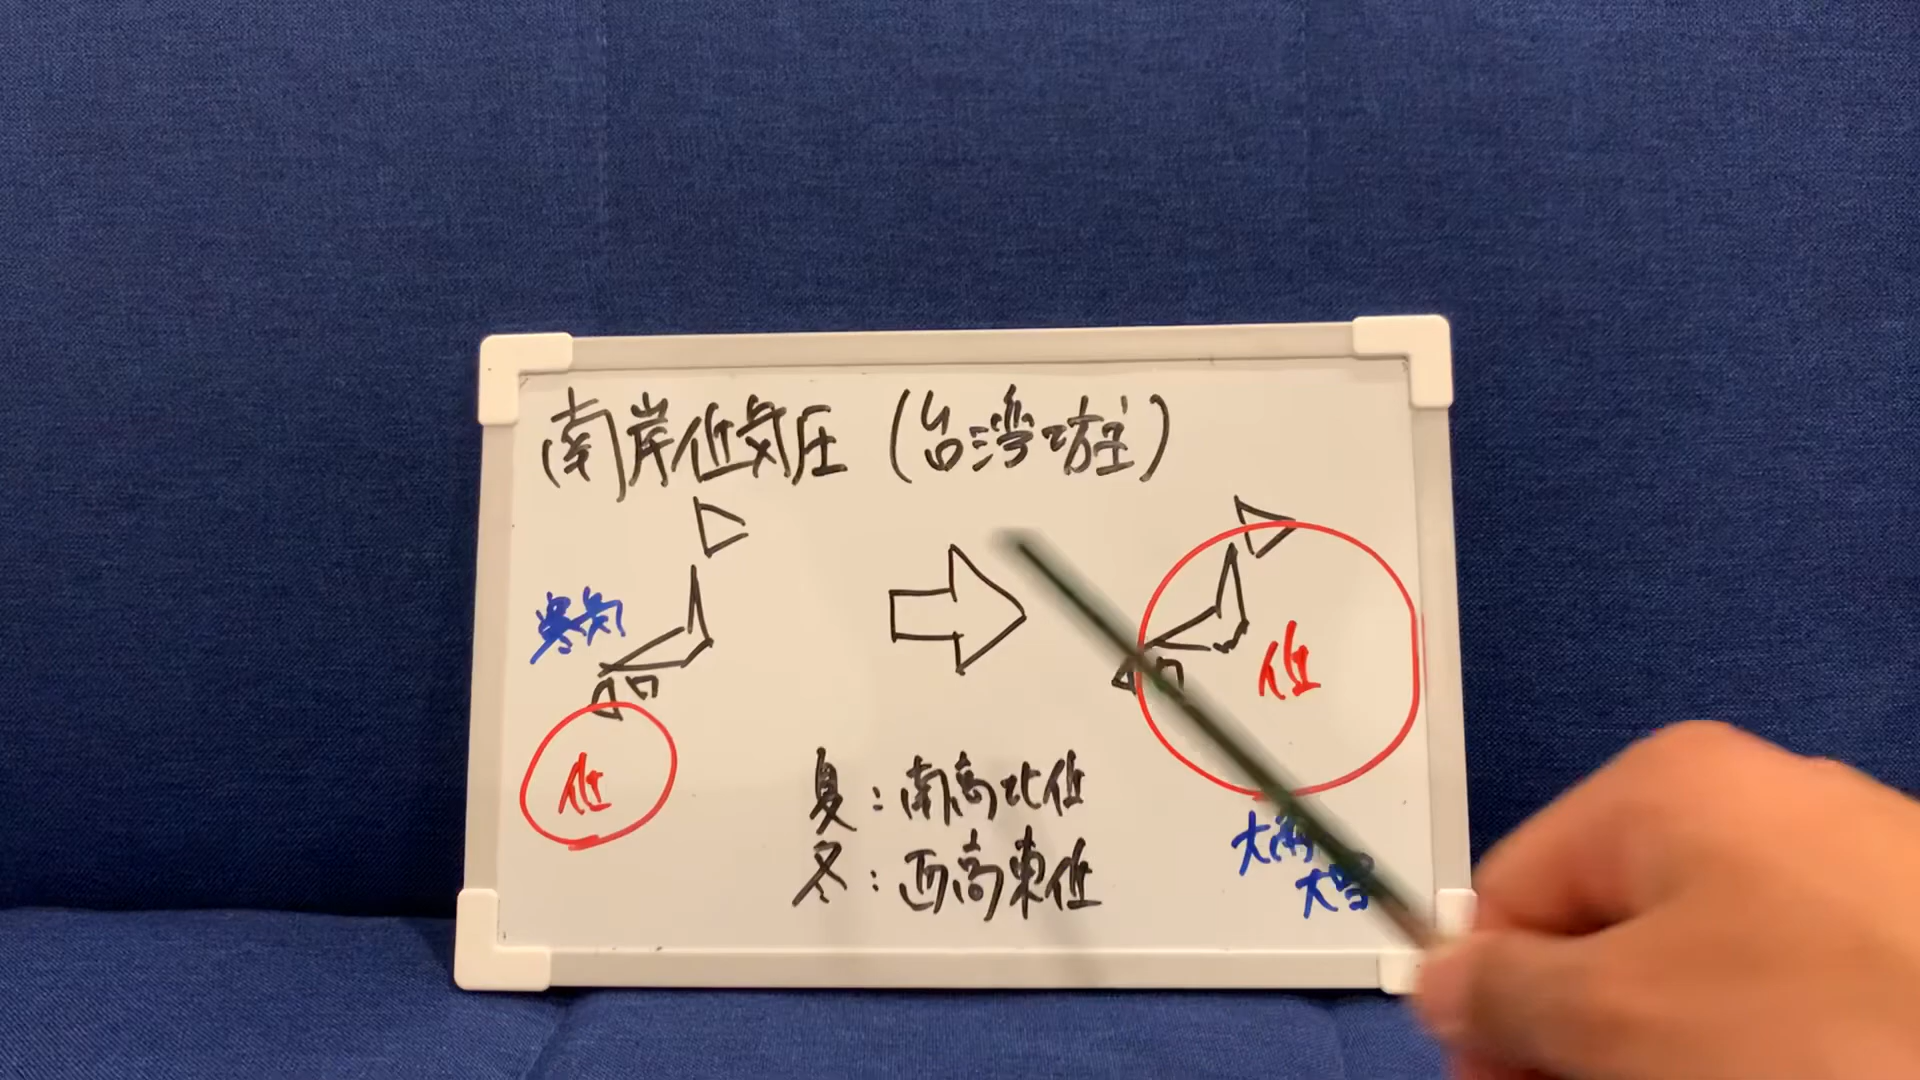 南岸低気圧(台湾坊主)
寒気
低
低
夏:南高北低
冬:西高東低
大雨
大雪